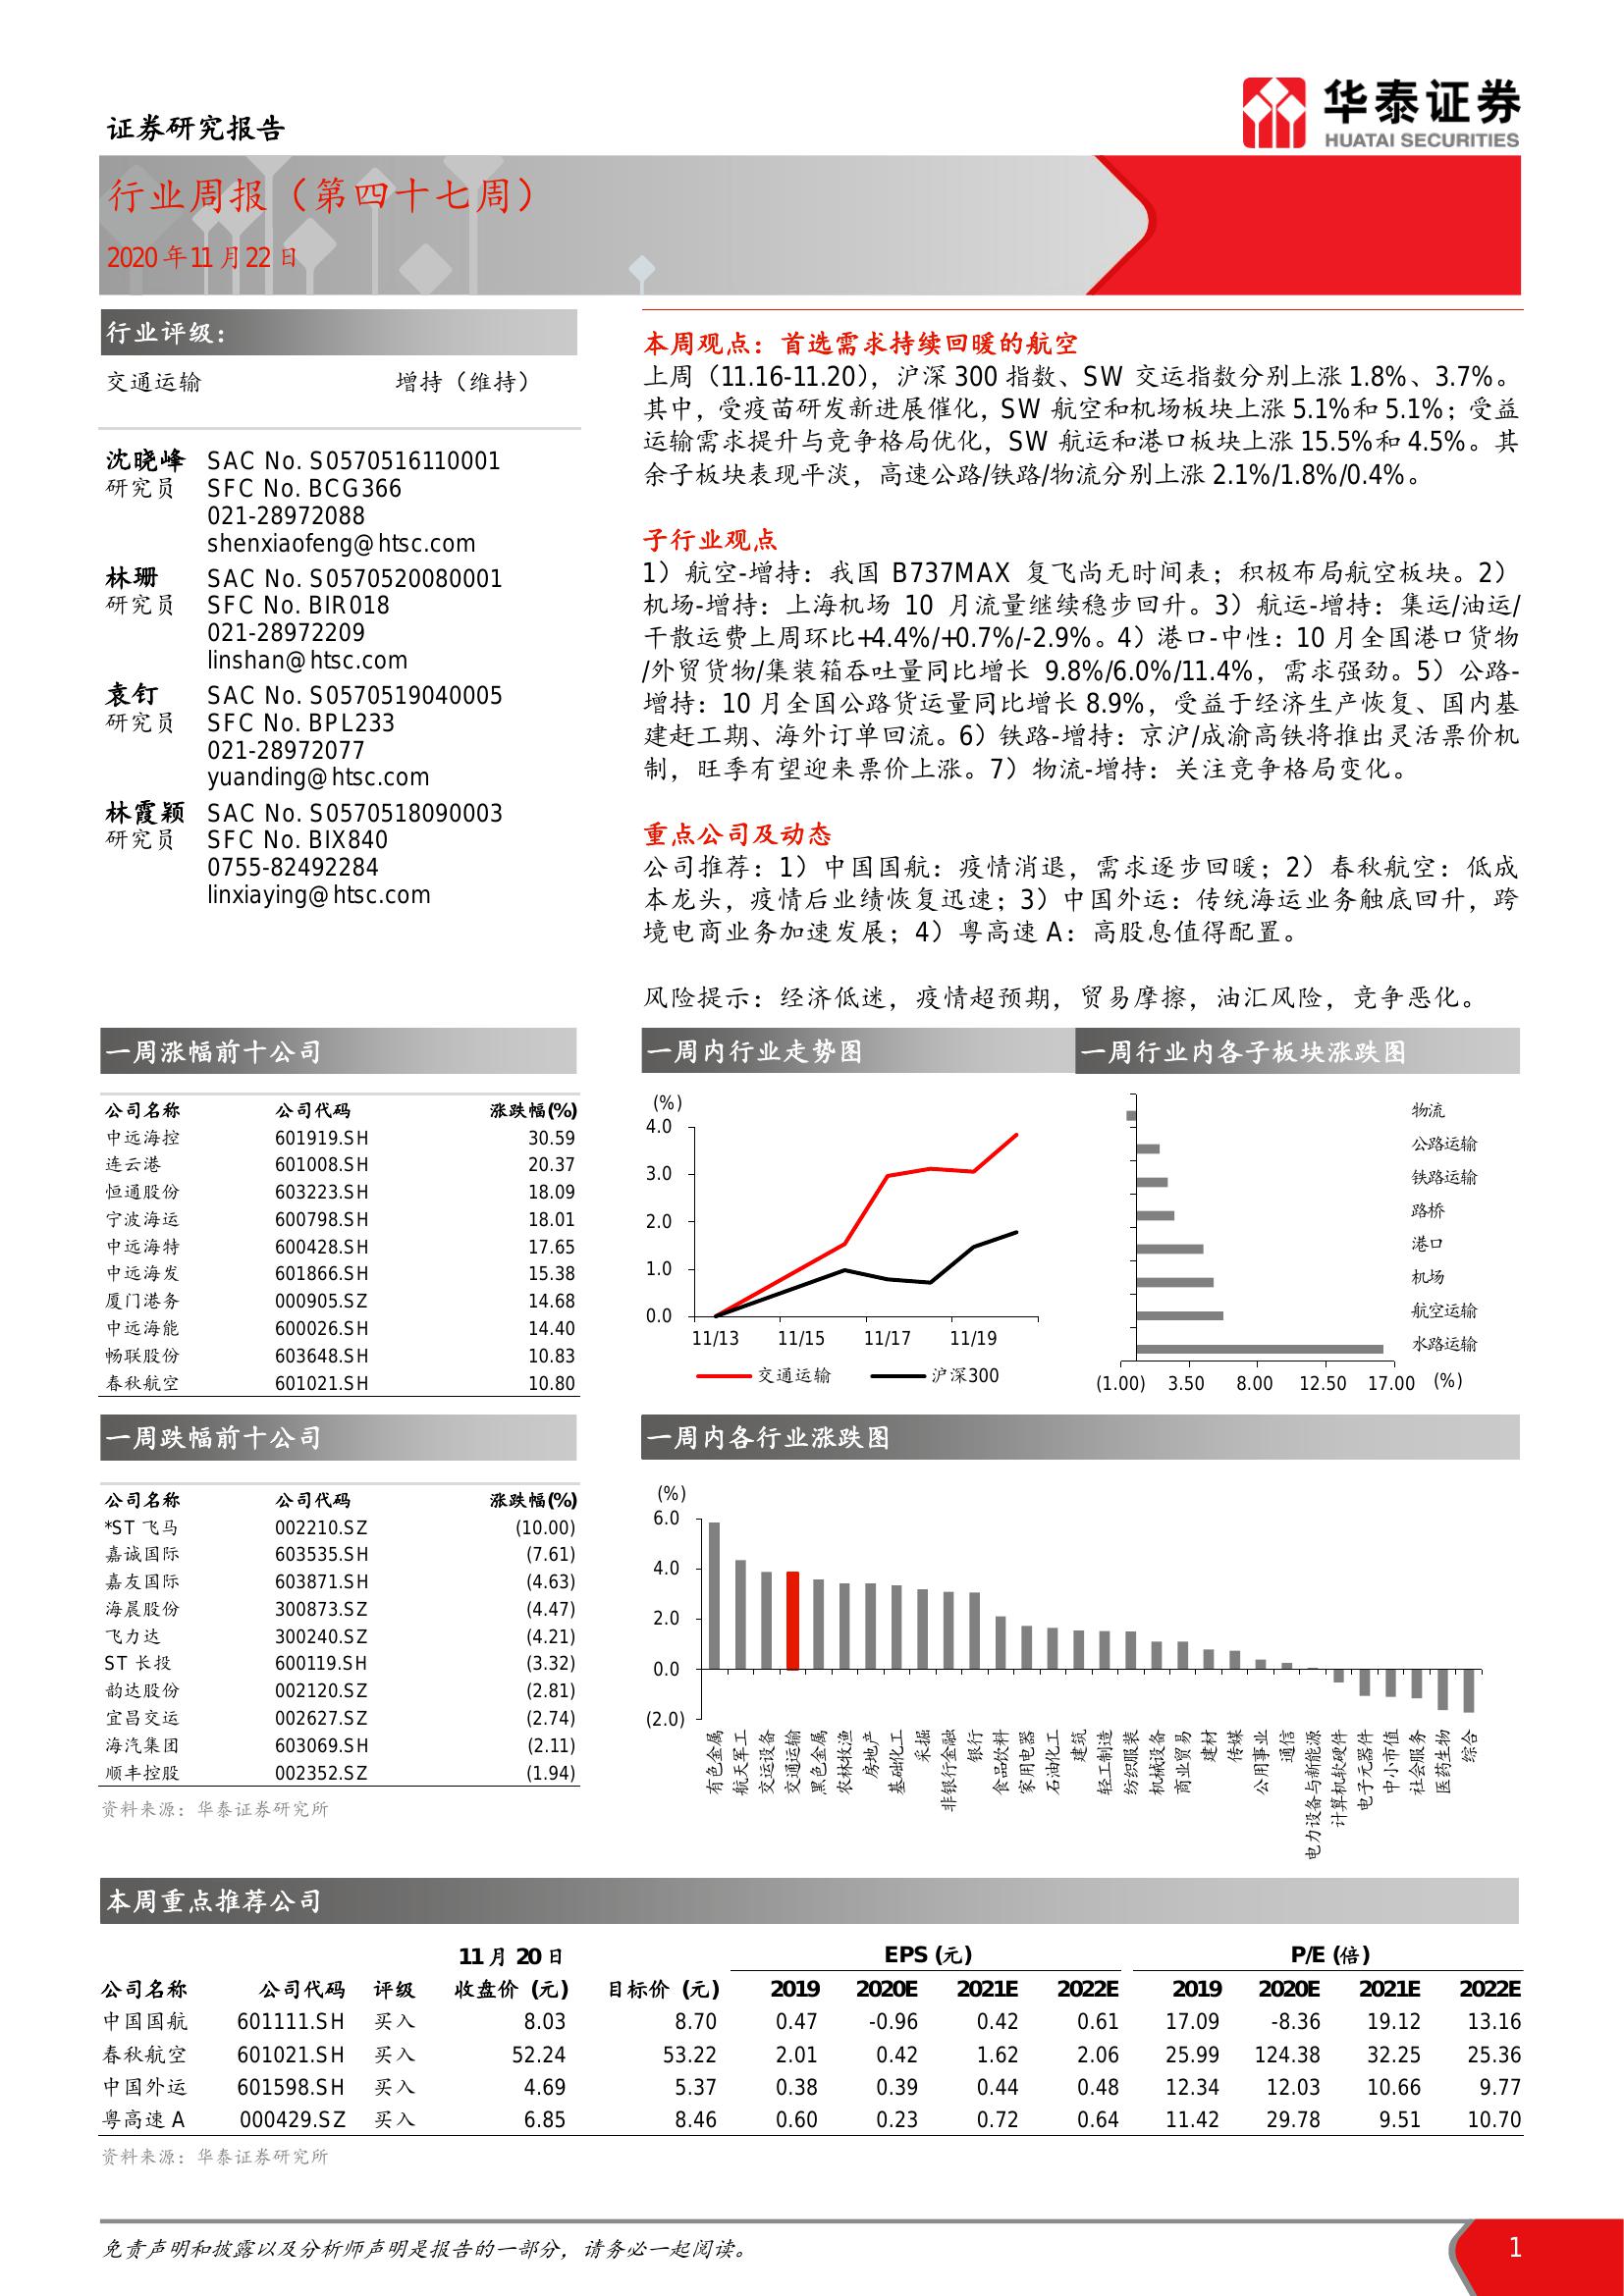 证券研究报告
华泰证券
HUATAI SECURITIES
行业周报（第四十七周）
2020年11月22日
行业评级：
交通运输 增持（维持）
沈晓峰 SAC No. S0570516110001
研究员 SFC No. BCG366
021-28972088
shenxiaofeng@htsc.com
林珊 SAC No. S0570520080001
研究员 SFC No. BIR018
021-28972209
linshan@htsc.com
袁钉 SAC No. S0570519040005
研究员 SFC No. BPL233
021-28972077
yuanding@htsc.com
林霞颖 SAC No. S0570518090003
研究员 SFC No. BIX840
0755-82492284
linxiaying@htsc.com
本周观点：首选需求持续回暖的航空
上周（11.16-11.20），沪深 300 指数、SW 交运指数分别上涨 1.8%、3.7%。
其中，受疫苗研发新进展催化，SW 航空和机场板块上涨 5.1%和 5.1%；受益
运输需求提升与竞争格局优化，SW 航运和港口板块上涨 15.5%和 4.5%。其
余子板块表现平淡，高速公路/铁路/物流分别上涨 2.1%/1.8%/0.4%。
子行业观点
1）航空-增持：我国 B737MAX 复飞尚无时间表；积极布局航空板块。2）
机场-增持：上海机场 10 月流量继续稳步回升。3）航运-增持：集运/油运/
干散运费上周环比+4.4%/+0.7%/-2.9%。4）港口-中性：10 月全国港口货物
/外贸货物/集装箱吞吐量同比增长 9.8%/6.0%/11.4%，需求强劲。5）公路-
增持：10 月全国公路货运量同比增长 8.9%，受益于经济生产恢复、国内基
建赶工期、海外订单回流。6）铁路-增持：京沪/成渝高铁将推出灵活票价机
制，旺季有望迎来票价上涨。7）物流-增持：关注竞争格局变化。
重点公司及动态
公司推荐：1）中国国航：疫情消退，需求逐步回暖；2）春秋航空：低成
本龙头，疫情后业绩恢复迅速；3）中国外运：传统海运业务触底回升，跨
境电商业务加速发展；4）粤高速 A：高股息值得配置。
风险提示：经济低迷，疫情超预期，贸易摩擦，油汇风险，竞争恶化。
一周涨幅前十公司
公司名称 公司代码 涨跌幅(%)
中远海控 601919.SH 30.59
连云港 601008.SH 20.37
恒通股份 603223.SH 18.09
宁波海运 600798.SH 18.01
中远海特 600428.SH 17.65
中远海发 601866.SH 15.38
厦门港务 000905.SZ 14.68
中远海能 600026.SH 14.40
畅联股份 603648.SH 10.83
春秋航空 601021.SH 10.80
一周内行业走势图
(%)
4.0
3.0
2.0
1.0
0.0
11/13 11/15 11/17 11/19
交通运输 沪深300
一周行业内各子板块涨跌图
物流
公路运输
铁路运输
路桥
港口
机场
航空运输
水路运输
(1.00) 3.50 8.00 12.50 17.00 (%)
一周跌幅前十公司
公司名称 公司代码 涨跌幅(%)
*ST 飞马 002210.SZ (10.00)
嘉诚国际 603535.SH (7.61)
嘉友国际 603871.SH (4.63)
海晨股份 300873.SZ (4.47)
飞力达 300240.SZ (4.21)
ST 长投 600119.SH (3.32)
韵达股份 002120.SZ (2.81)
宜昌交运 002627.SZ (2.74)
海汽集团 603069.SH (2.11)
顺丰控股 002352.SZ (1.94)
资料来源：华泰证券研究所
一周内各行业涨跌图
(%)
6.0
4.0
2.0
0.0
(2.0)
有色金属
航天军工
交运设备
交通运输
黑色金属
农林牧渔
房地产
基础化工
采掘
非银行金融
银行
食品饮料
家用电器
石油化工
建筑
轻工制造
纺织服装
机械设备
商业贸易
建材
传媒
公用事业
通信
电力设备与新能源
计算机软硬件
电子元器件
中小市值
社会服务
医药生物
综合
本周重点推荐公司
11 月 20 日 EPS (元) P/E (倍)
公司名称 公司代码 评级 收盘价 (元) 目标价 (元) 2019 2020E 2021E 2022E 2019 2020E 2021E 2022E
中国国航 601111.SH 买入 8.03 8.70 0.47 -0.96 0.42 0.61 17.09 -8.36 19.12 13.16
春秋航空 601021.SH 买入 52.24 53.22 2.01 0.42 1.62 2.06 25.99 124.38 32.25 25.36
中国外运 601598.SH 买入 4.69 5.37 0.38 0.39 0.44 0.48 12.34 12.03 10.66 9.77
粤高速 A 000429.SZ 买入 6.85 8.46 0.60 0.23 0.72 0.64 11.42 29.78 9.51 10.70
资料来源：华泰证券研究所
免责声明和披露以及分析师声明是报告的一部分，请务必一起阅读。 1